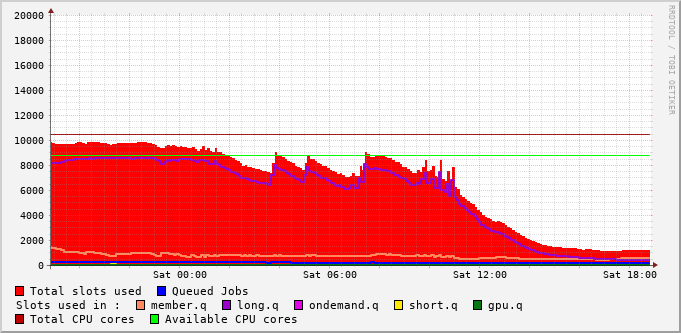 20000
18000
16000
14000
12000
10000
8000
6000
4000
2000
0
Sat 00:00 Sat 06:00 Sat 12:00 Sat 18:00
Total slots used Queued Jobs
Slots used in : member.q long.q ondemand.q short.q gpu.q
Total CPU cores Available CPU cores
RRDTOOL / TOBI OETIKER